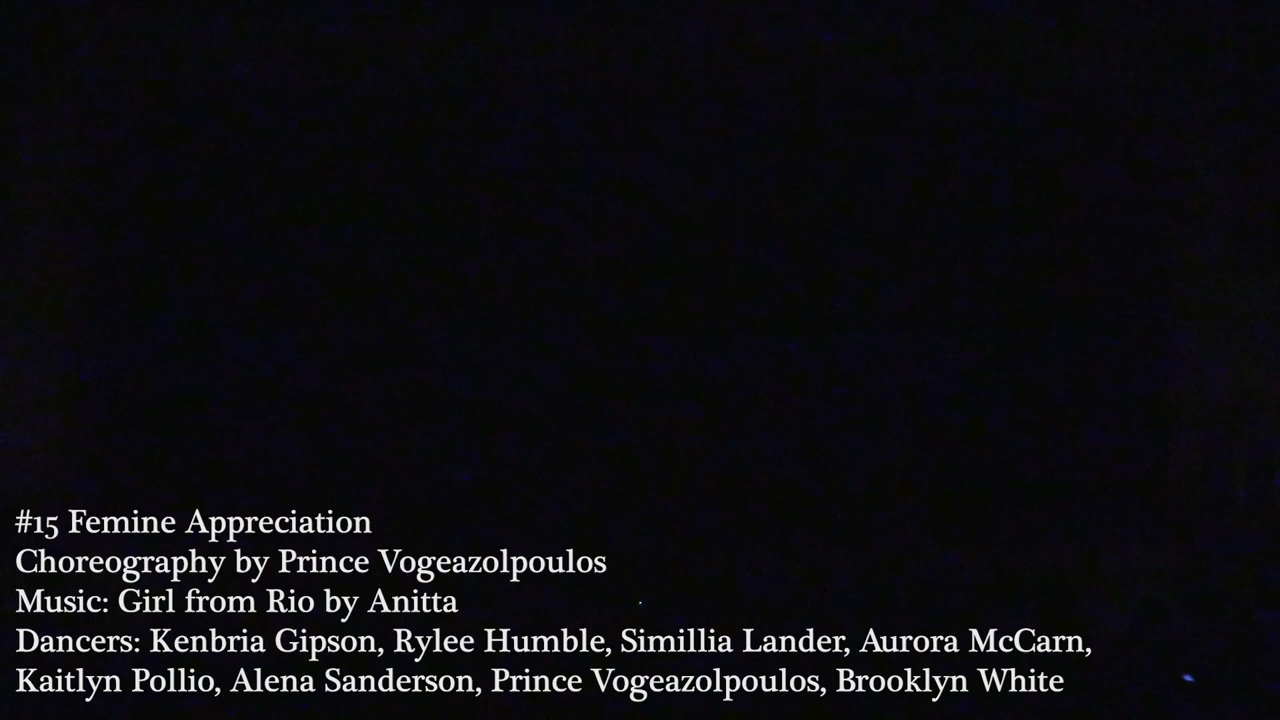 #15 Femine Appreciation
Choreography by Prince Vogeazolpoulos
Music: Girl from Rio by Anitta
Dancers: Kenbria Gipson, Rylee Humble, Simillia Lander, Aurora McCarn,
Kaitlyn Pollio, Alena Sanderson, Prince Vogeazolpoulos, Brooklyn White